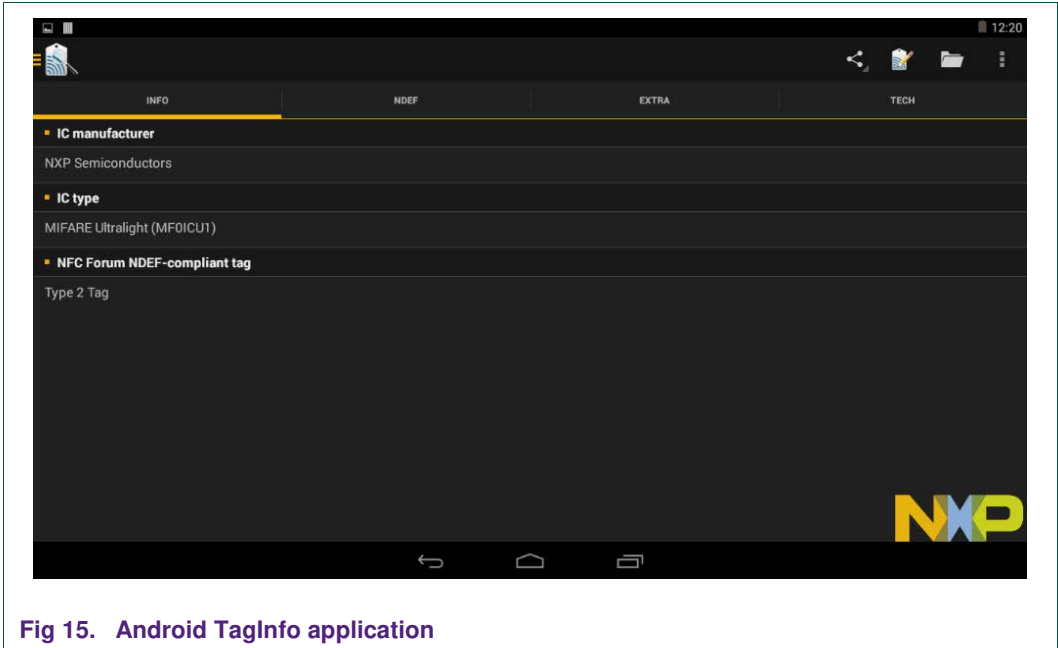 12:20
INFO NDEF EXTRA TECH
IC manufacturer
NXP Semiconductors
IC type
MIFARE Ultralight (MF0ICU1)
NFC Forum NDEF-compliant tag
Type 2 Tag
NXP
Fig 15. Android TagInfo application